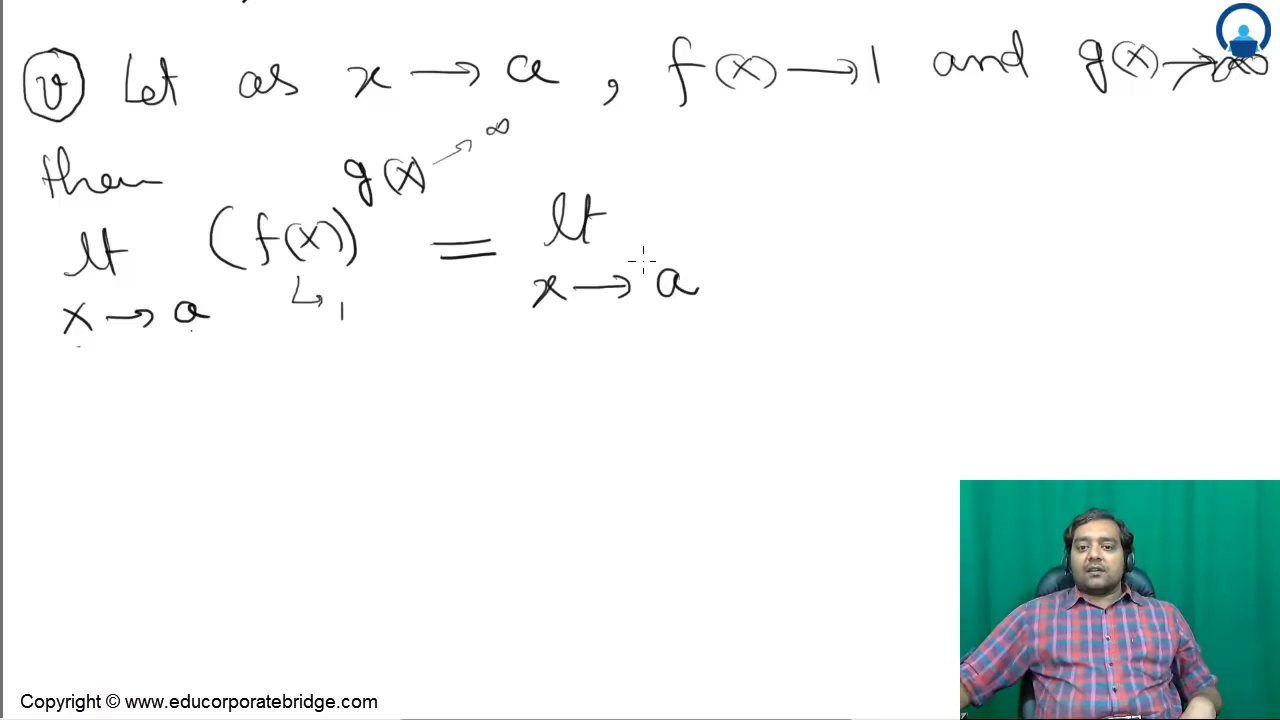 (v) Let as x → a , f(x) → 1 and g(x) → ∞
then g(x) → ∞
lt (f(x)) = lt
x → a ↳ 1 x → a
Copyright © www.educorporatebridge.com